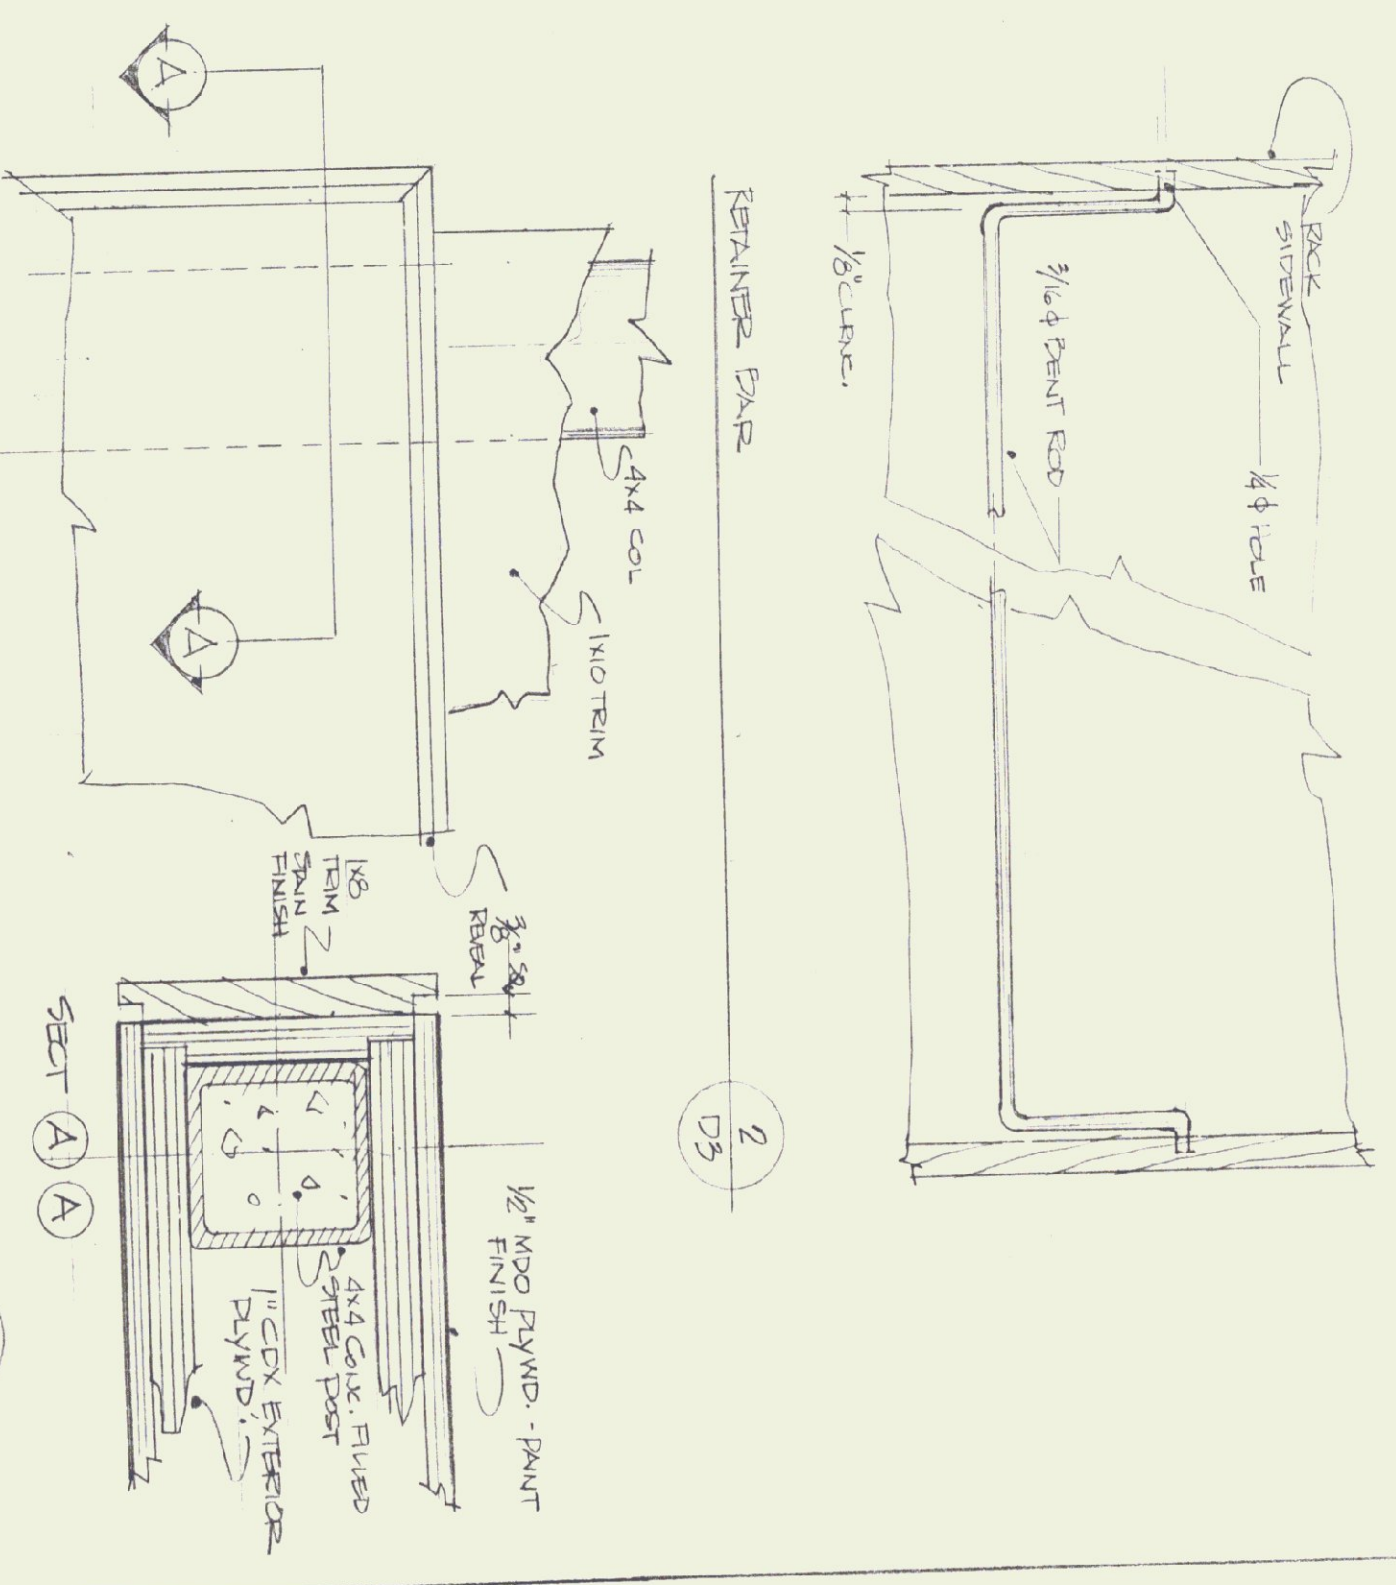 RACK
SIDEWALL
1/4 ⌀ HOLE
3/16 ⌀ BENT ROD
1/8" CLRNC.
RETAINER BAR
2
D3
4x4 COL
1x10 TRIM
3/8" SQ.
REVEAL
1x8
TRIM
STAIN
FINISH
A
A
1/2" MDO PLYWD. - PAINT
FINISH
4x4 CONC. FILLED
STEEL POST
1" CDX EXTERIOR
PLYWD.
SECT A A